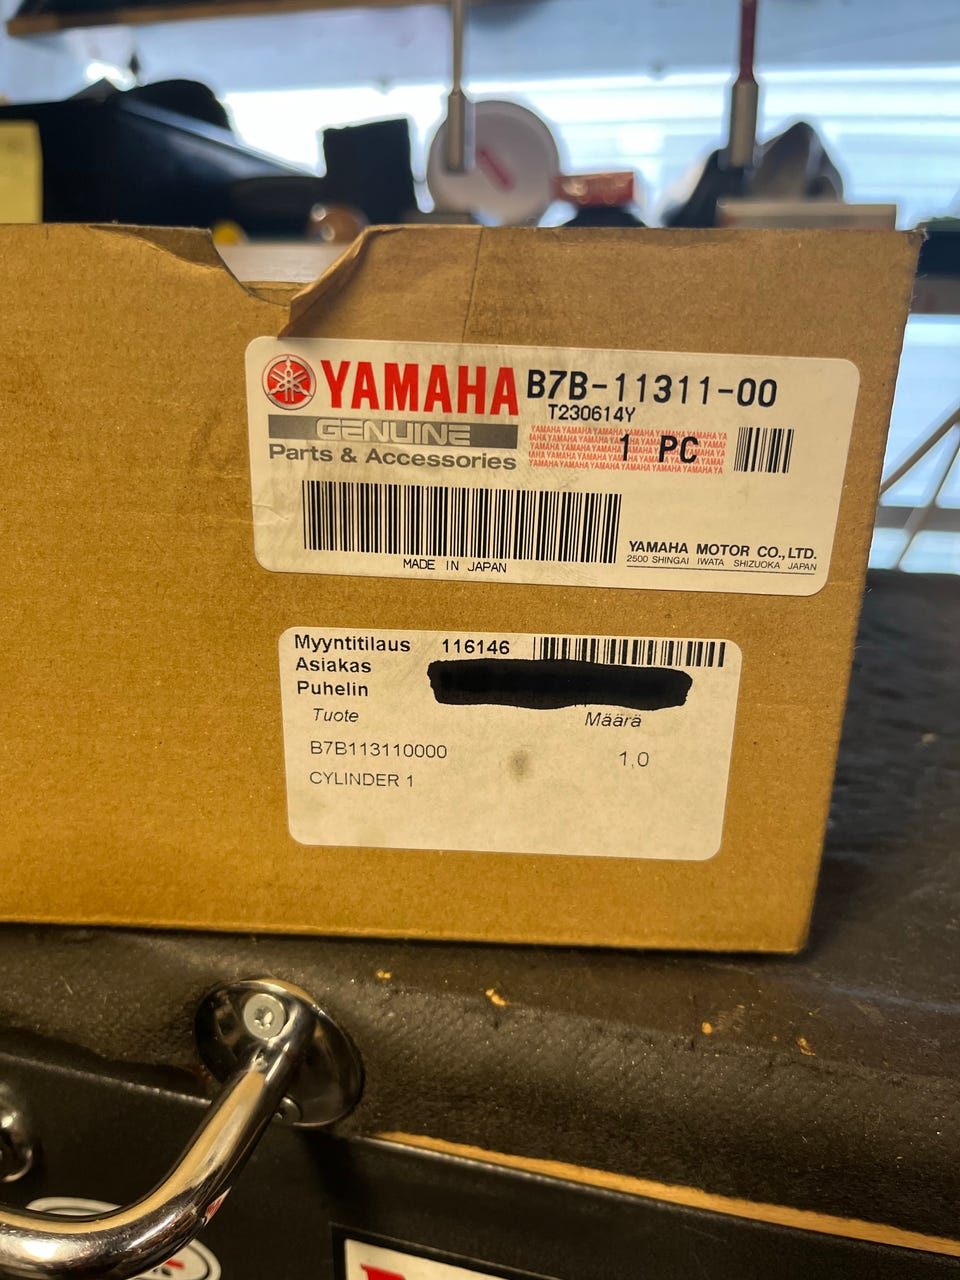 YAMAHA
GENUINE
Parts & Accessories
B7B-11311-00
T230614Y
1 PC
MADE IN JAPAN
YAMAHA MOTOR CO.,LTD.
2500 SHINGAI IWATA SHIZUOKA JAPAN
Myyntitilaus 116146
Asiakas
Puhelin
Tuote Määrä
B7B113110000 1,0
CYLINDER 1